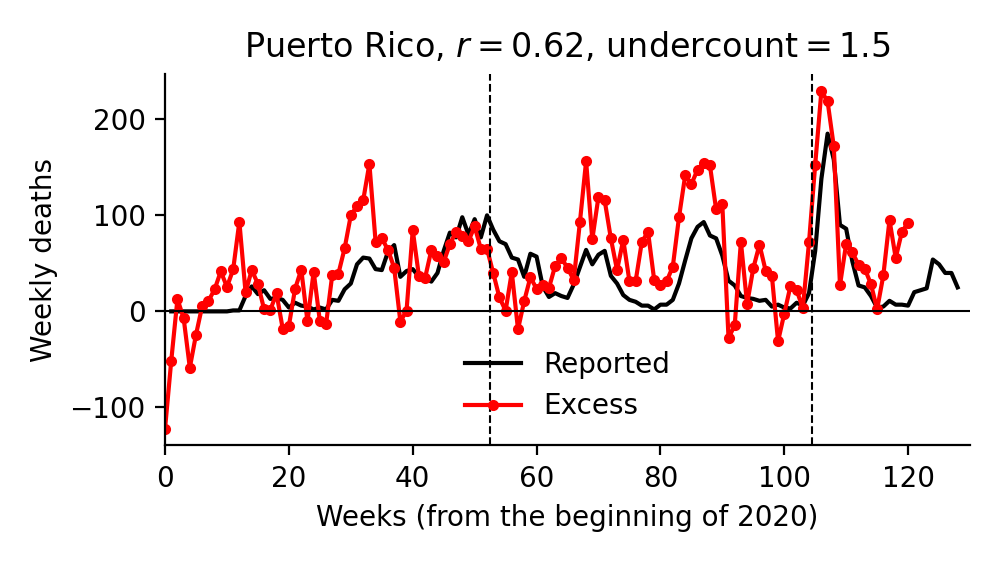 Puerto Rico, r = 0.62, undercount = 1.5
Weekly deaths
200
100
0
−100
Reported
Excess
0 20 40 60 80 100 120
Weeks (from the beginning of 2020)